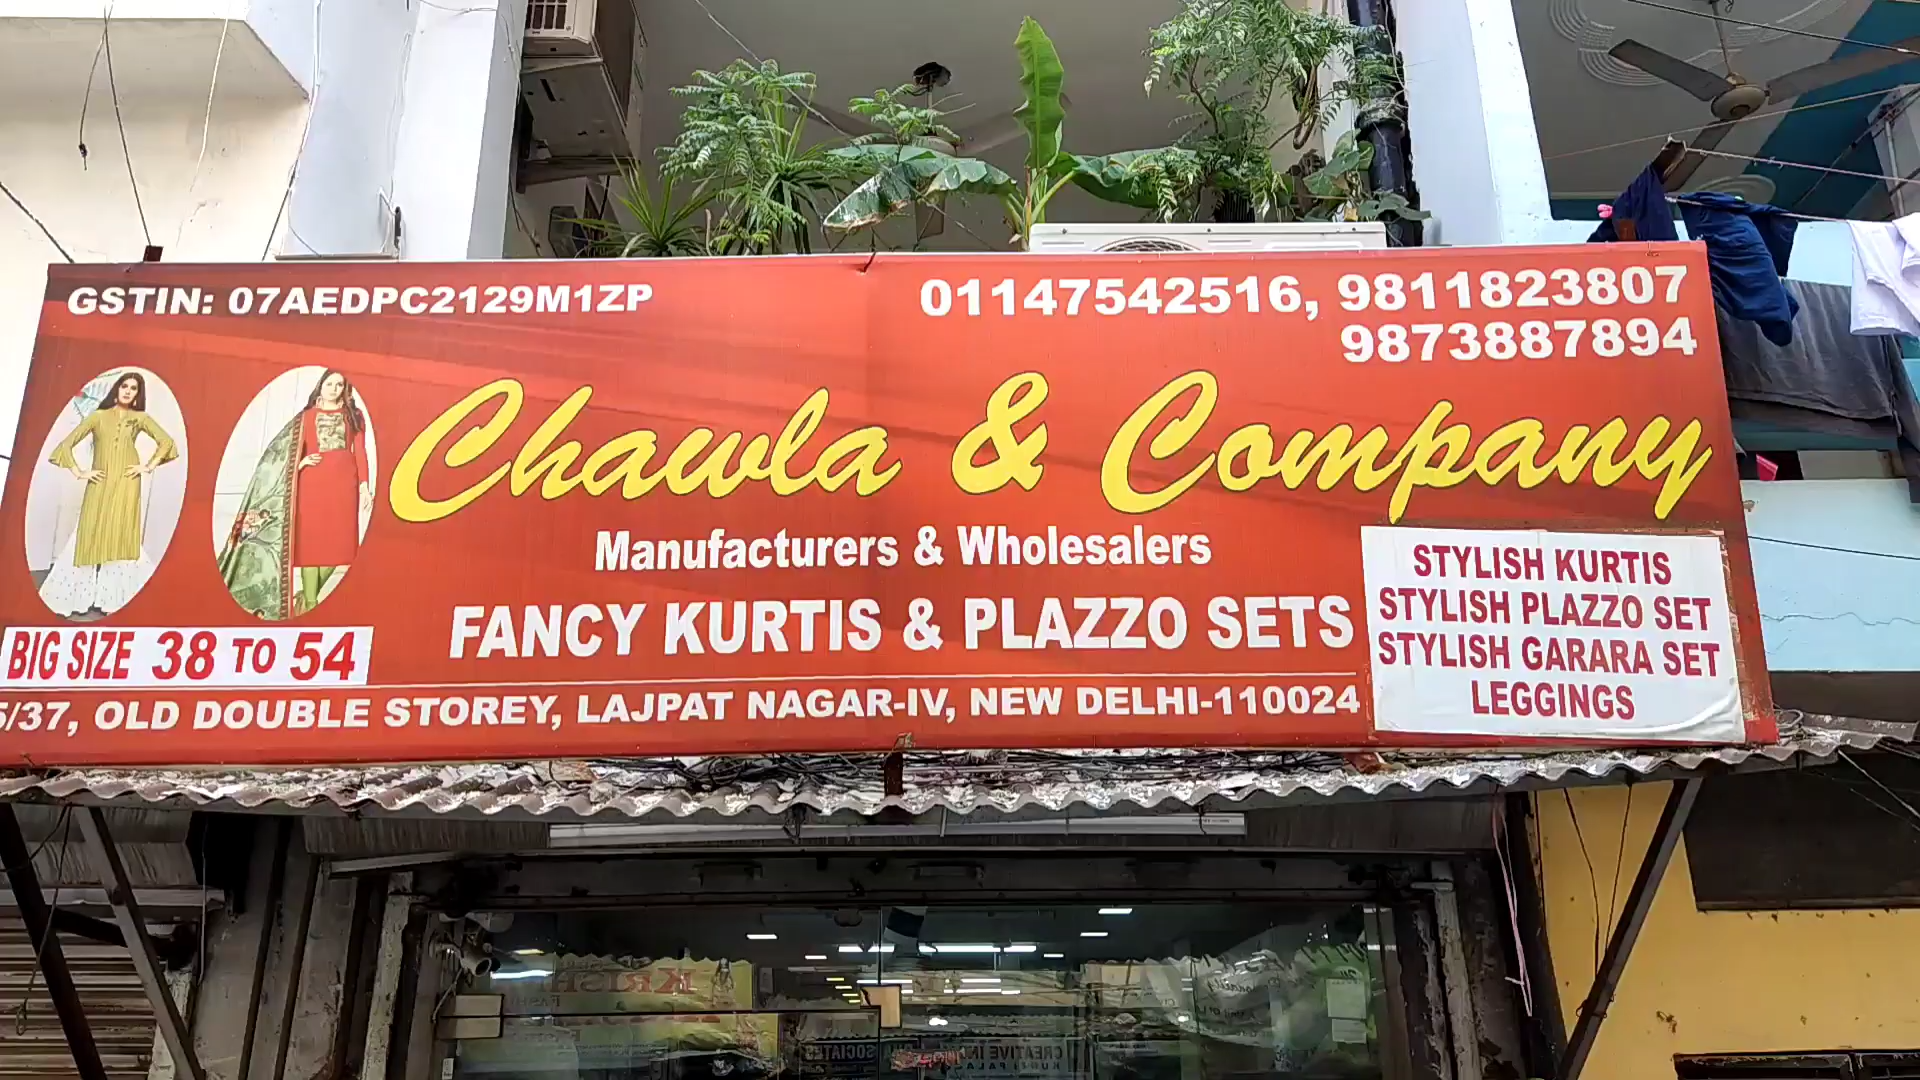 GSTIN: 07AEDPC2129M1ZP
01147542516, 9811823807
9873887894
Chawla & Company
Manufacturers & Wholesalers
FANCY KURTIS & PLAZZO SETS
BIG SIZE 38 TO 54
STYLISH KURTIS
STYLISH PLAZZO SET
STYLISH GARARA SET
LEGGINGS
/37, OLD DOUBLE STOREY, LAJPAT NAGAR-IV, NEW DELHI-110024